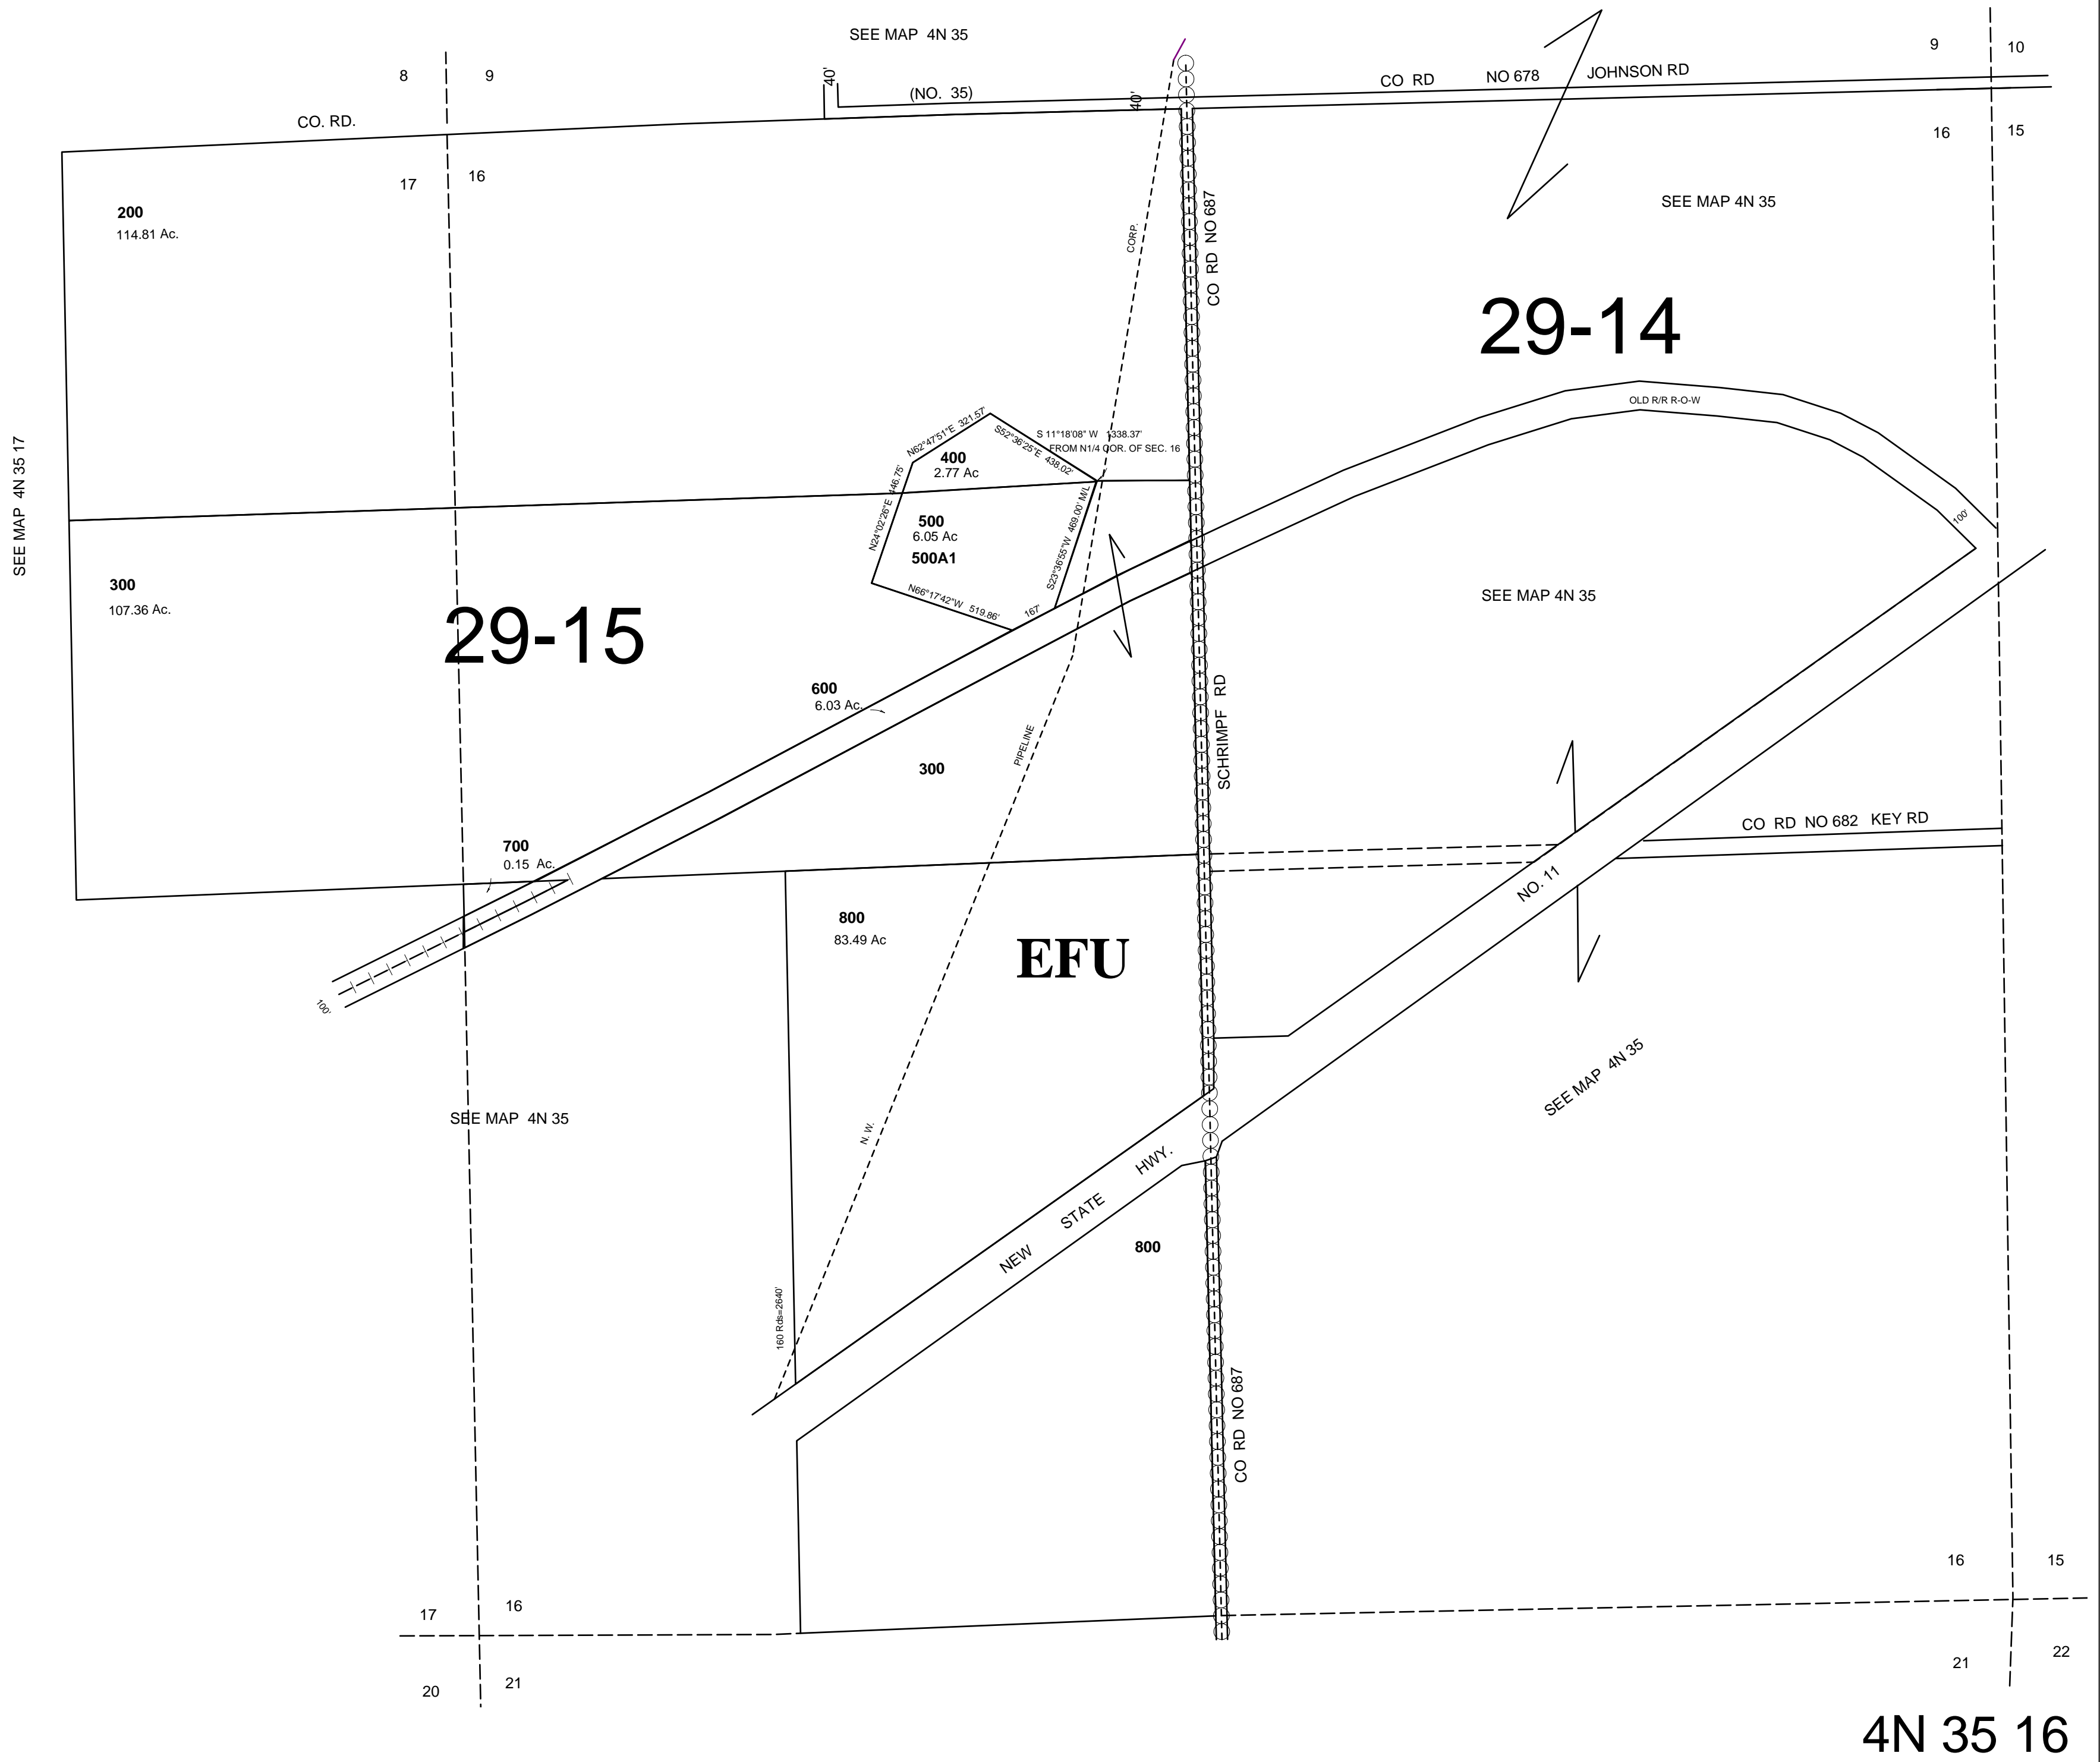 SEE MAP 4N 35
8
9
9
10
40'
40'
(NO. 35)
CO RD NO 678 JOHNSON RD
CO. RD.
17
16
16
15
200
114.81 Ac.
SEE MAP 4N 35
CORP.
CO RD NO 687
29-14
OLD R/R R-O-W
100'
SEE MAP 4N 35 17
N62°47'51"E 321.57'
S52°36'25"E 438.02'
S 11°18'08" W 1338.37'
FROM N1/4 COR. OF SEC. 16
400
2.77 Ac
N24°02'26"E 446.75'
500
6.05 Ac
500A1
S23°36'55"W 469.00' M/L
N66°17'42"W 519.86'
167'
300
107.36 Ac.
29-15
SEE MAP 4N 35
600
6.03 Ac.
SCHRIMPF RD
PIPELINE
300
700
0.15 Ac.
CO RD NO 682 KEY RD
NO. 11
800
83.49 Ac
EFU
100'
SEE MAP 4N 35
SEE MAP 4N 35
N. W.
NEW STATE HWY.
800
160 Rds=2640'
CO RD NO 687
17
16
16
15
20
21
21
22
4N 35 16